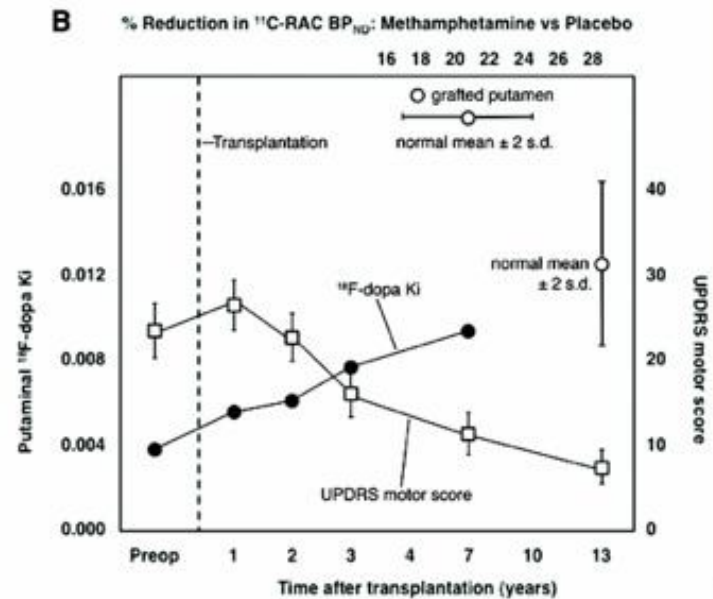 B
% Reduction in ¹¹C-RAC BP_ND: Methamphetamine vs Placebo
16 18 20 22 24 26 28
grafted putamen
Transplantation
normal mean ± 2 s.d.
0.016
40
normal mean
± 2 s.d.
0.012
30
¹⁸F-dopa Ki
0.008
20
0.004
10
UPDRS motor score
0.000
0
Putaminal ¹⁸F-dopa Ki
UPDRS motor score
Preop 1 2 3 4 7 10 13
Time after transplantation (years)